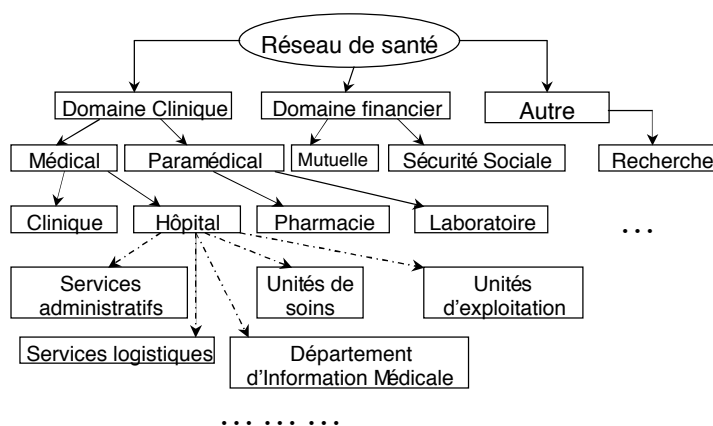 Réseau de santé
Domaine Clinique
Domaine financier
Autre
Médical
Paramédical
Mutuelle
Sécurité Sociale
Recherche
Clinique
Hôpital
Pharmacie
Laboratoire
...
Services
administratifs
Unités de
soins
Unités
d'exploitation
Services logistiques
Département
d'Information Médicale
... ... ...